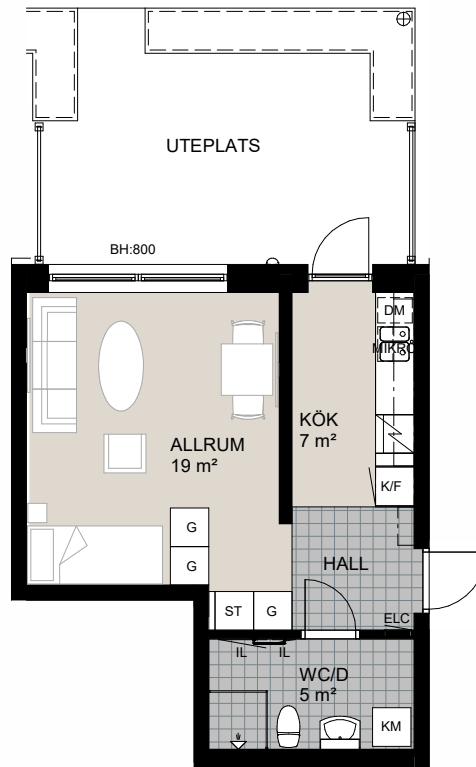 UTEPLATS
BH:800
DM
MIKRO
KÖK
7 m²
ALLRUM
19 m²
K/F
G
G
HALL
ST
G
ELC
IL
IL
WC/D
5 m²
KM